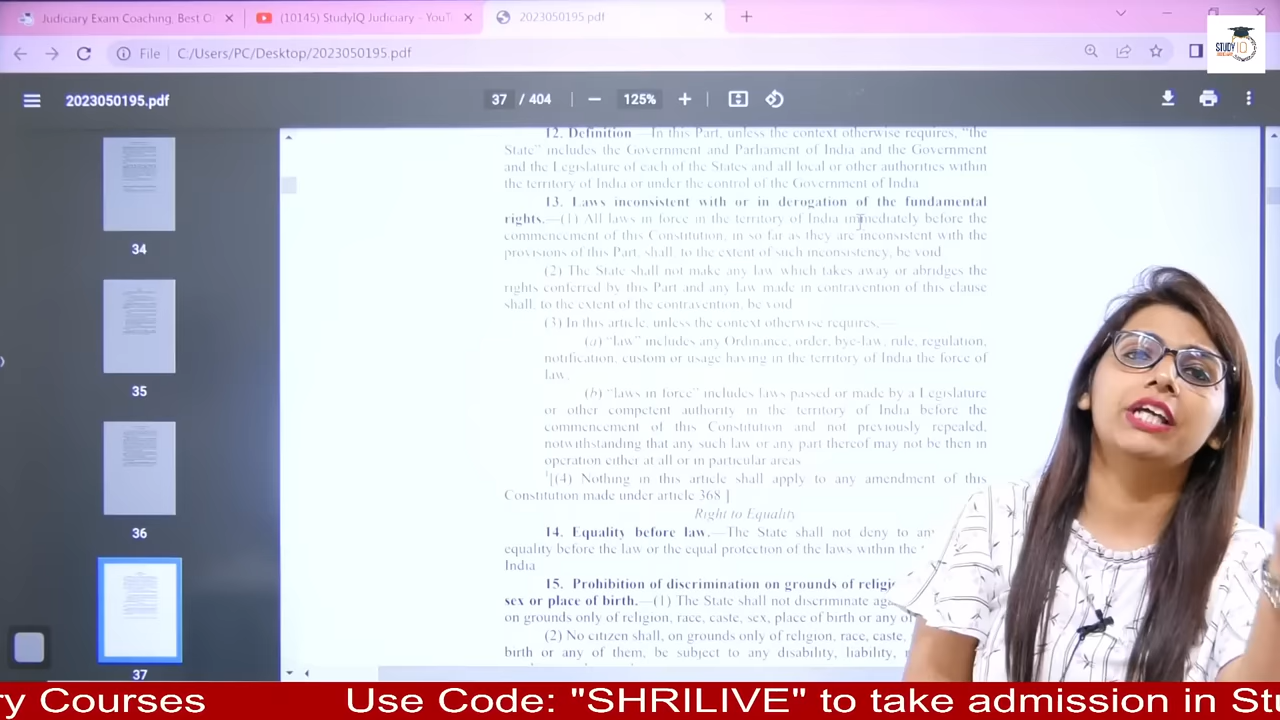 Judiciary Exam Coaching, Best O
(10145) StudyIQ Judiciary - YouT
2023050195.pdf
File
C:/Users/PC/Desktop/2023050195.pdf
STUDY IQ
2023050195.pdf
37 / 404
125%
12. Definition.—In this Part, unless the context otherwise requires, “the
State” includes the Government and Parliament of India and the Government
and the Legislature of each of the States and all local or other authorities within
the territory of India or under the control of the Government of India
13. Laws inconsistent with or in derogation of the fundamental
rights.—(1) All laws in force in the territory of India immediately before the
commencement of this Constitution, in so far as they are inconsistent with the
provisions of this Part, shall, to the extent of such inconsistency, be void
(2) The State shall not make any law which takes away or abridges the
rights conferred by this Part and any law made in contravention of this clause
shall, to the extent of the contravention, be void
(3) In this article, unless the context otherwise requires,—
(a) “law” includes any Ordinance, order, bye-law, rule, regulation,
notification, custom or usage having in the territory of India the force of
law,
(b) “laws in force” includes laws passed or made by a Legislature
or other competent authority in the territory of India before the
commencement of this Constitution and not previously repealed,
notwithstanding that any such law or any part thereof may not be then in
operation either at all or in particular areas
1[(4) Nothing in this article shall apply to any amendment of this
Constitution made under article 368 ]
Right to Equality
14. Equality before law.—The State shall not deny to an
equality before the law or the equal protection of the laws within the
India
15. Prohibition of discrimination on grounds of religi
sex or place of birth.—(1) The State shall not discriminate ag
on grounds only of religion, race, caste, sex, place of birth or any of
(2) No citizen shall, on grounds only of religion, race, caste,
birth or any of them, be subject to any disability, liability,
34
35
36
37
ry Courses
Use Code: "SHRILIVE" to take admission in Stu